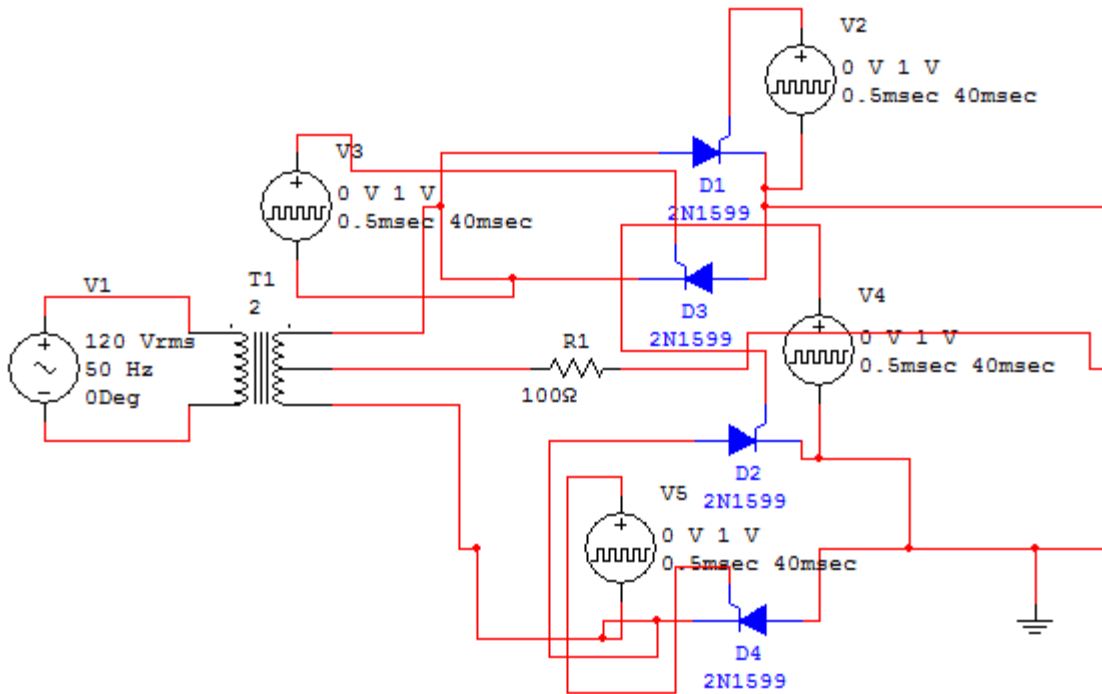 V2
0 V 1 V
0.5msec 40msec
V3
0 V 1 V
0.5msec 40msec
D1
2N1599
D3
2N1599
V1
120 Vrms
50 Hz
0Deg
T1
2
R1
100Ω
V4
0 V 1 V
0.5msec 40msec
D2
2N1599
V5
0 V 1 V
0.5msec 40msec
D4
2N1599